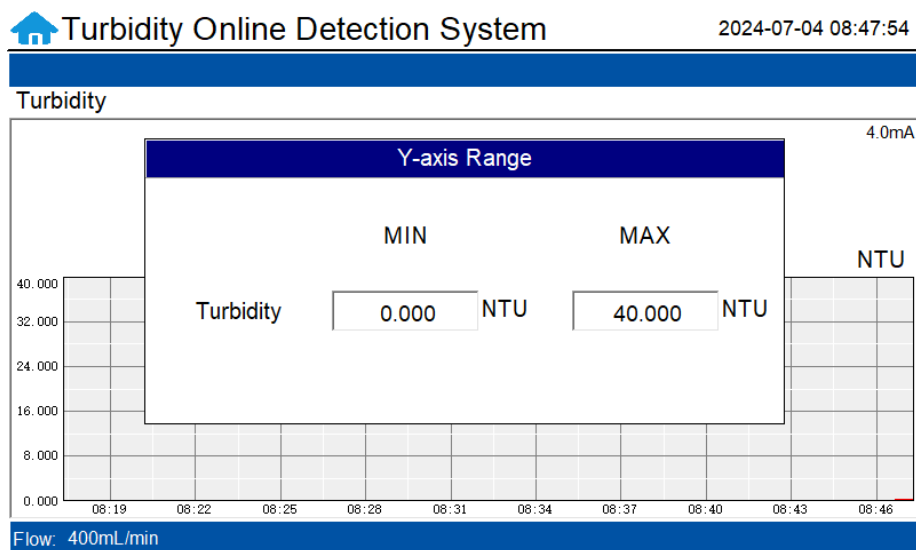 Turbidity Online Detection System
2024-07-04 08:47:54
Turbidity
4.0mA
Y-axis Range
MIN MAX
NTU
Turbidity 0.000 NTU 40.000 NTU
40.000
32.000
24.000
16.000
8.000
0.000
08:19 08:22 08:25 08:28 08:31 08:34 08:37 08:40 08:43 08:46
Flow: 400mL/min